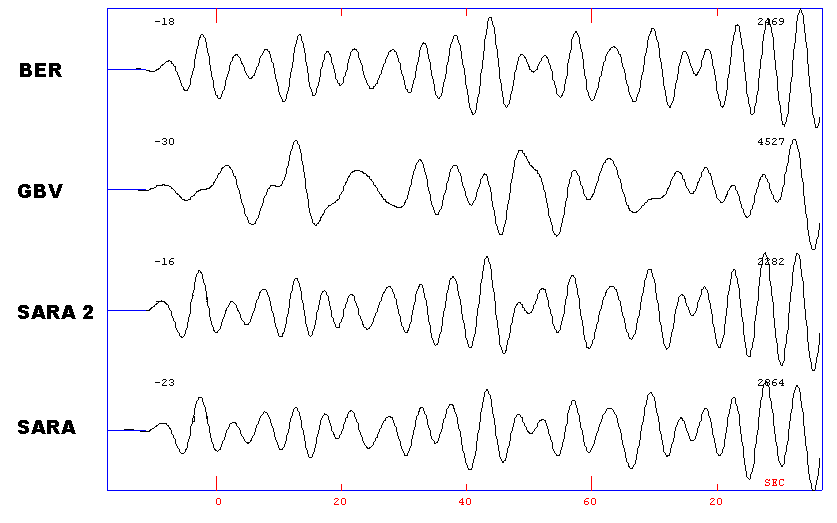 -18 2469
BER
-30 4527
GBV
-16 2282
SARA 2
-23 2864
SARA
SEC
0 20 40 60 20